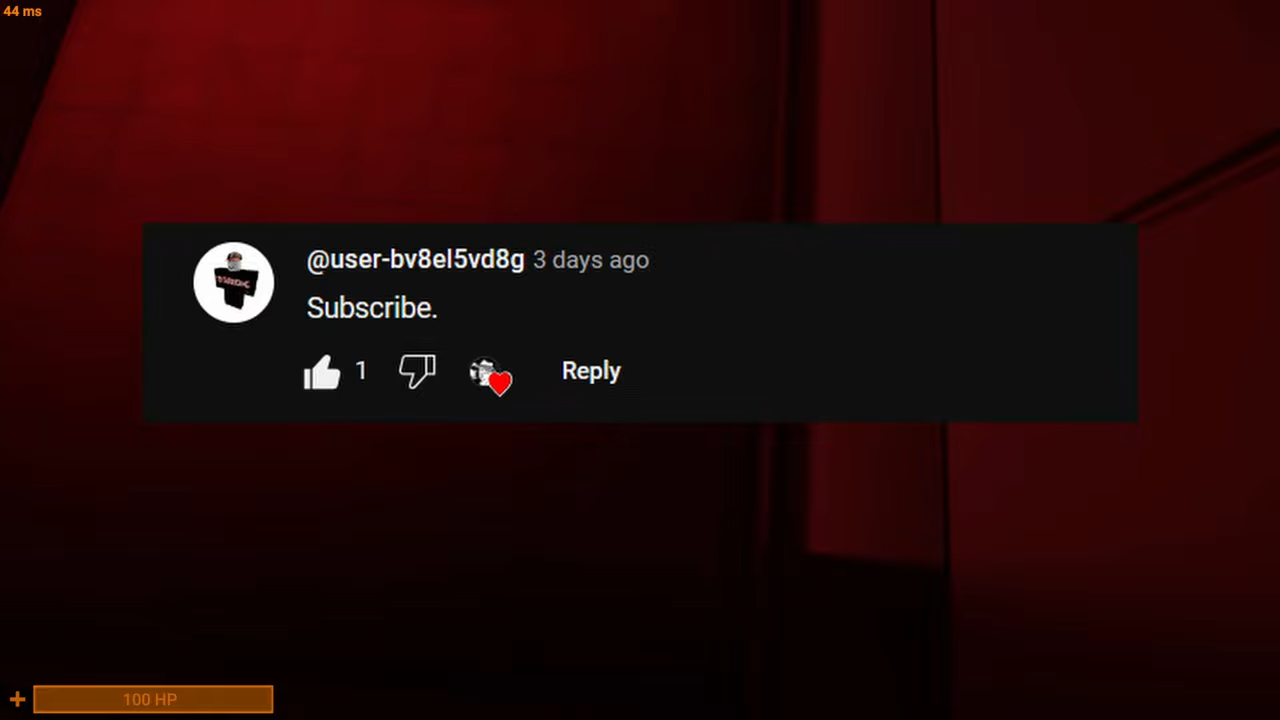 44 ms
@user-bv8el5vd8g 3 days ago
Subscribe.
1
Reply
100 HP